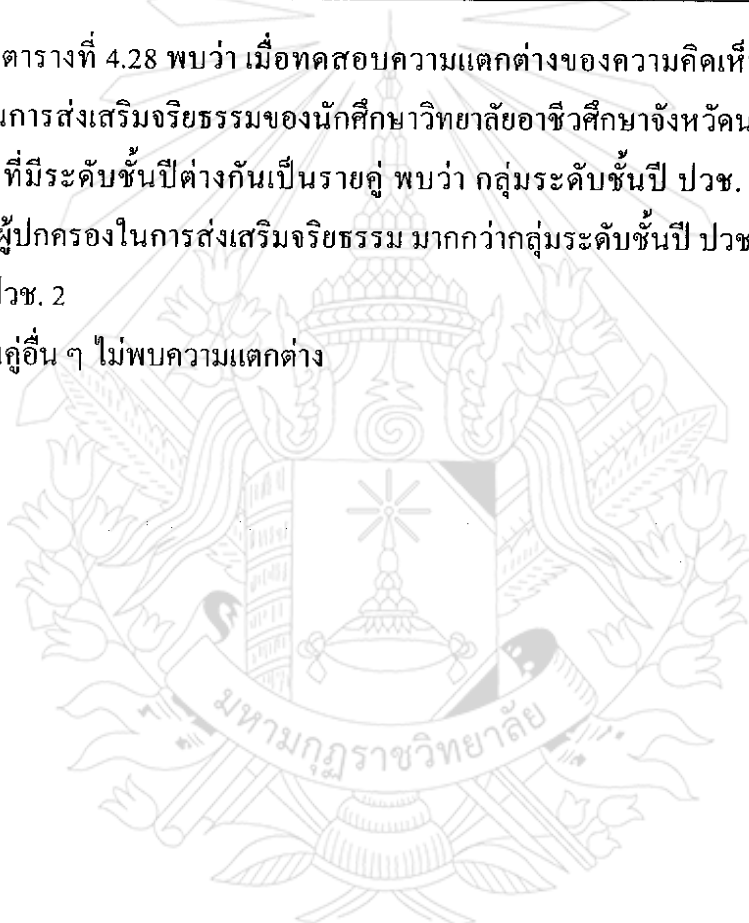 ตารางที่ 4.28 พบว่า เมื่อทดสอบความแตกต่างของความคิดเห็
นการส่งเสริมจริยธรรมของนักศึกษาวิทยาลัยอาชีวศึกษาจังหวัดน
ที่มีระดับชั้นปีต่างกันเป็นรายคู่ พบว่า กลุ่มระดับชั้นปี ปวช.
ผู้ปกครองในการส่งเสริมจริยธรรม มากกว่ากลุ่มระดับชั้นปี ปวช
ปวช. 2
คู่อื่น ๆ ไม่พบความแตกต่าง
มหามกุฏราชวิทยาลัย